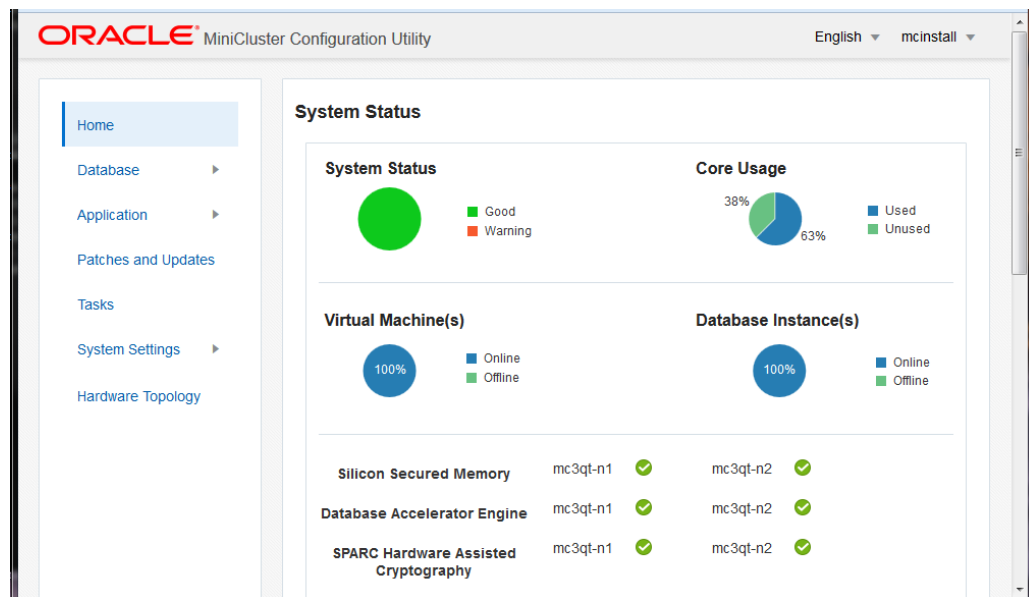 ORACLE MiniCluster Configuration Utility
English
mcinstall
Home
Database
Application
Patches and Updates
Tasks
System Settings
Hardware Topology
System Status
System Status
Good
Warning
Core Usage
38%
63%
Used
Unused
Virtual Machine(s)
100%
Online
Offline
Database Instance(s)
100%
Online
Offline
Silicon Secured Memory mc3qt-n1 mc3qt-n2
Database Accelerator Engine mc3qt-n1 mc3qt-n2
SPARC Hardware Assisted mc3qt-n1 mc3qt-n2
Cryptography